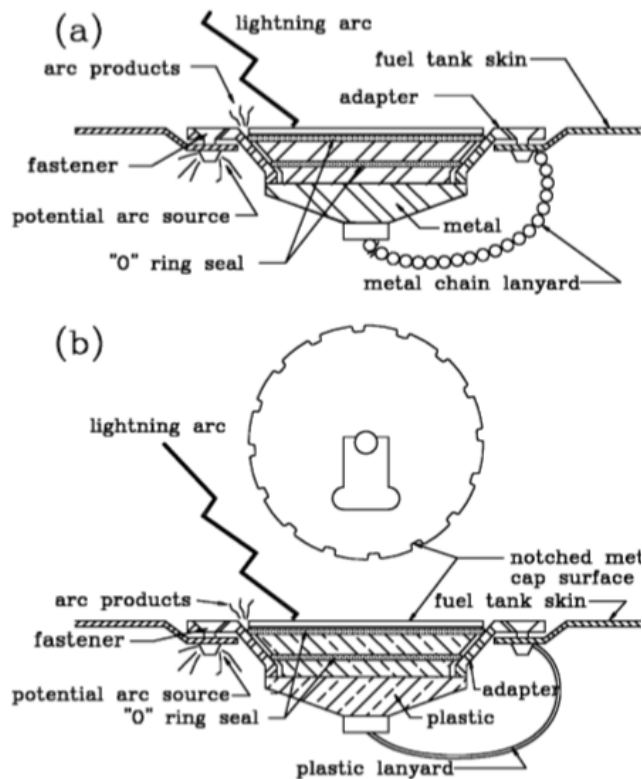 (a)
lightning arc
arc products
fuel tank skin
adapter
fastener
potential arc source
metal
"O" ring seal
metal chain lanyard
(b)
lightning arc
notched met
cap surface
arc products
fuel tank skin
fastener
adapter
potential arc source
"O" ring seal
plastic
plastic lanyard